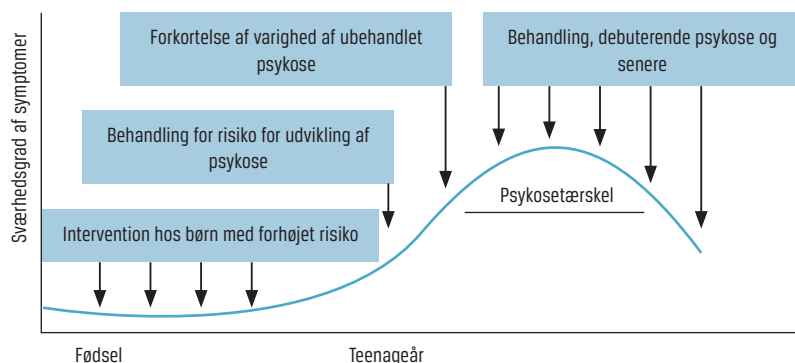 Sværhedsgrad af symptomer
Forkortelse af varighed af ubehandlet
psykose
Behandling, debuterende psykose og
senere
Behandling for risiko for udvikling af
psykose
Psykosetærskel
Intervention hos børn med forhøjet risiko
Fødsel
Teenageår